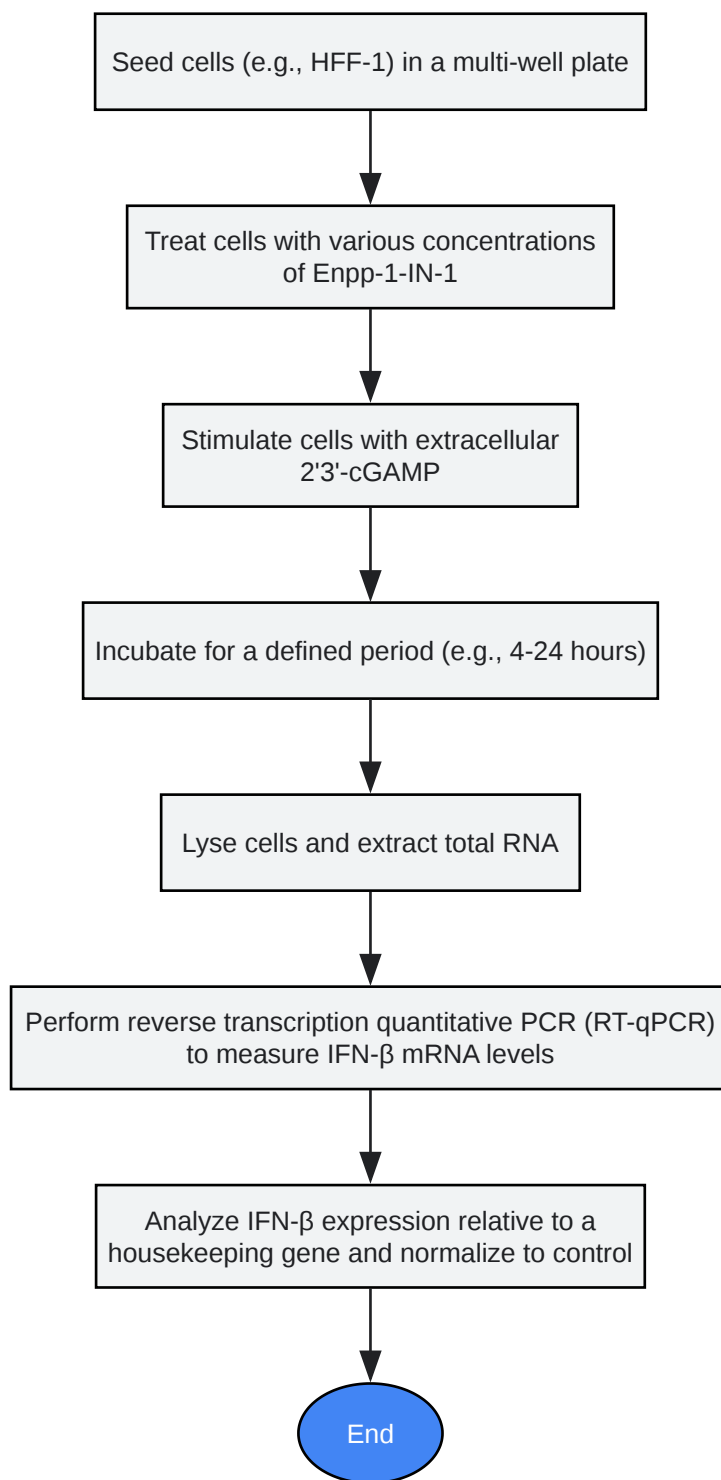 Seed cells (e.g., HFF-1) in a multi-well plate
Treat cells with various concentrations
of Enpp-1-IN-1
Stimulate cells with extracellular
2'3'-cGAMP
Incubate for a defined period (e.g., 4-24 hours)
Lyse cells and extract total RNA
Perform reverse transcription quantitative PCR (RT-qPCR)
to measure IFN-β mRNA levels
Analyze IFN-β expression relative to a
housekeeping gene and normalize to control
End